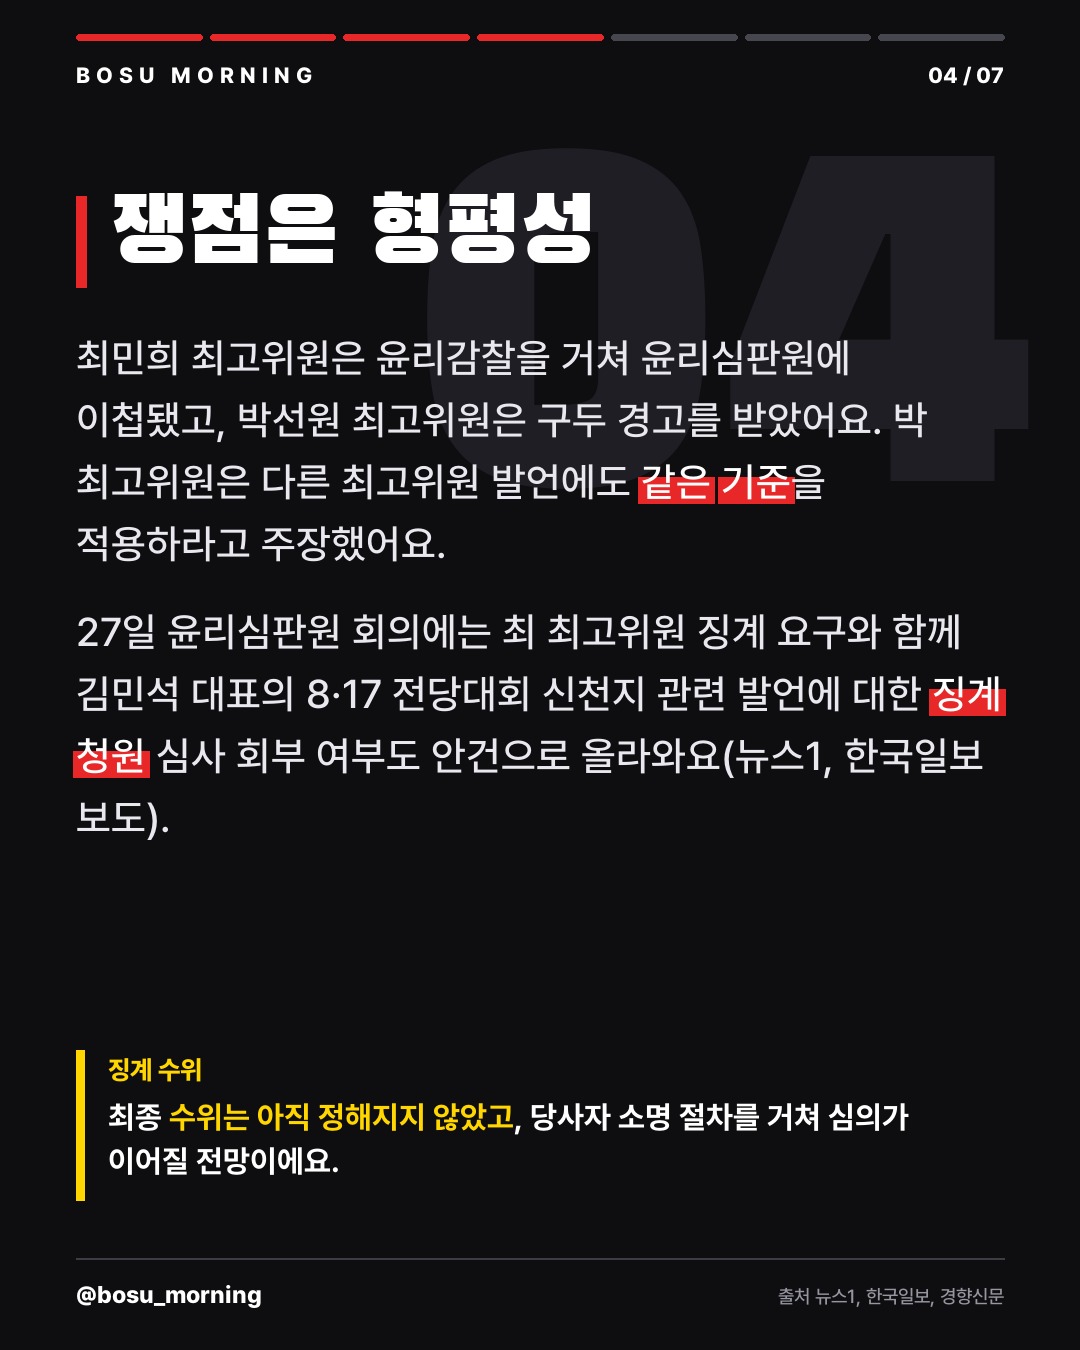 BOSU MORNING
04 / 07
04
쟁점은 형평성
최민희 최고위원은 윤리감찰을 거쳐 윤리심판원에
이첩됐고, 박선원 최고위원은 구두 경고를 받았어요. 박
최고위원은 다른 최고위원 발언에도 같은 기준을
적용하라고 주장했어요.
27일 윤리심판원 회의에는 최 최고위원 징계 요구와 함께
김민석 대표의 8·17 전당대회 신천지 관련 발언에 대한 징계
청원 심사 회부 여부도 안건으로 올라와요(뉴스1, 한국일보
보도).
징계 수위
최종 수위는 아직 정해지지 않았고, 당사자 소명 절차를 거쳐 심의가
이어질 전망이에요.
@bosu_morning
출처 뉴스1, 한국일보, 경향신문